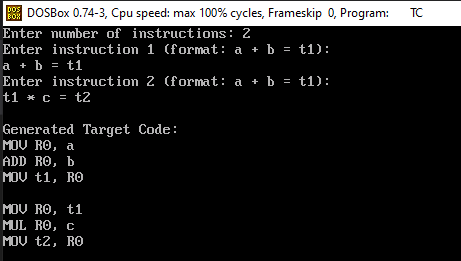 DOSBox 0.74-3, Cpu speed: max 100% cycles, Frameskip 0, Program: TC
Enter number of instructions: 2
Enter instruction 1 (format: a + b = t1):
a + b = t1
Enter instruction 2 (format: a + b = t1):
t1 * c = t2
Generated Target Code:
MOV R0, a
ADD R0, b
MOV t1, R0
MOV R0, t1
MUL R0, c
MOV t2, R0